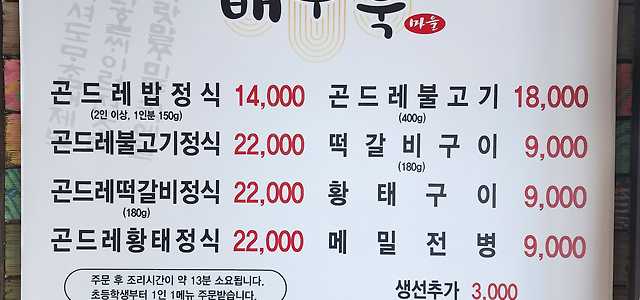 마을
곤드레밥정식 14,000
(2인 이상, 1인분 150g)
곤드레불고기정식 22,000
곤드레떡갈비정식 22,000
(180g)
곤드레황태정식 22,000
곤드레불고기 18,000
(400g)
떡갈비구이 9,000
(180g)
황태구이 9,000
메밀전병 9,000
생선추가 3,000
주문 후 조리시간이 약 13분 소요됩니다.
초등학생부터 1인 1메뉴 주문받습니다.